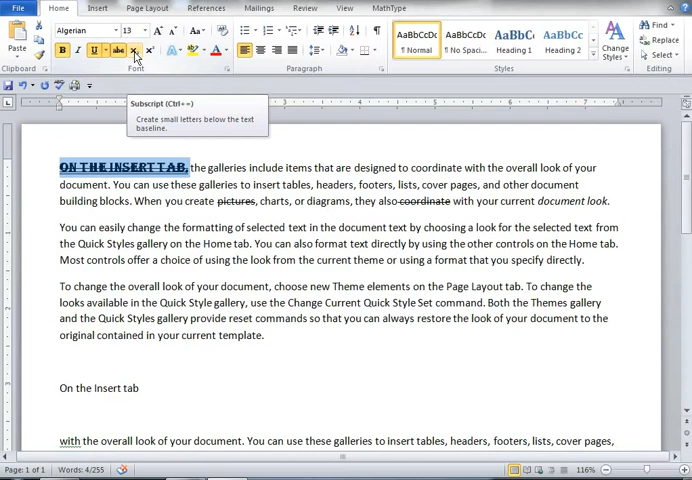 File Home Insert Page Layout References Mailings Review View MathType
Paste
Clipboard
Algerian 13
B I U abc
Font
Paragraph
AaBbCcDc AaBbCcDc AaBbC AaBbCc
¶ Normal ¶ No Spaci... Heading 1 Heading 2
Change Styles
Styles
Find
Replace
Select
Editing
Subscript (Ctrl+=)
Create small letters below the text
baseline.
ON THE INSERT TAB, the galleries include items that are designed to coordinate with the overall look of your
document. You can use these galleries to insert tables, headers, footers, lists, cover pages, and other document
building blocks. When you create pictures, charts, or diagrams, they also coordinate with your current document look.
You can easily change the formatting of selected text in the document text by choosing a look for the selected text from
the Quick Styles gallery on the Home tab. You can also format text directly by using the other controls on the Home tab.
Most controls offer a choice of using the look from the current theme or using a format that you specify directly.
To change the overall look of your document, choose new Theme elements on the Page Layout tab. To change the
looks available in the Quick Style gallery, use the Change Current Quick Style Set command. Both the Themes gallery
and the Quick Styles gallery provide reset commands so that you can always restore the look of your document to the
original contained in your current template.
On the Insert tab
with the overall look of your document. You can use these galleries to insert tables, headers, footers, lists, cover pages,
Page: 1 of 1 Words: 4/255 116%